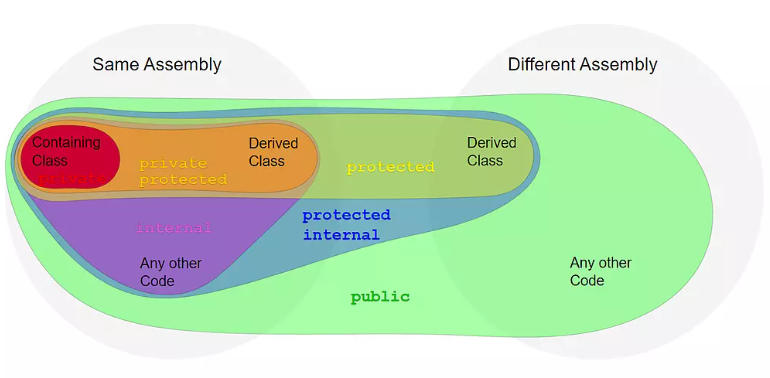 Same Assembly
Different Assembly
Containing
Class
private
private
protected
Derived
Class
protected
Derived
Class
internal
protected
internal
Any other
Code
Any other
Code
public